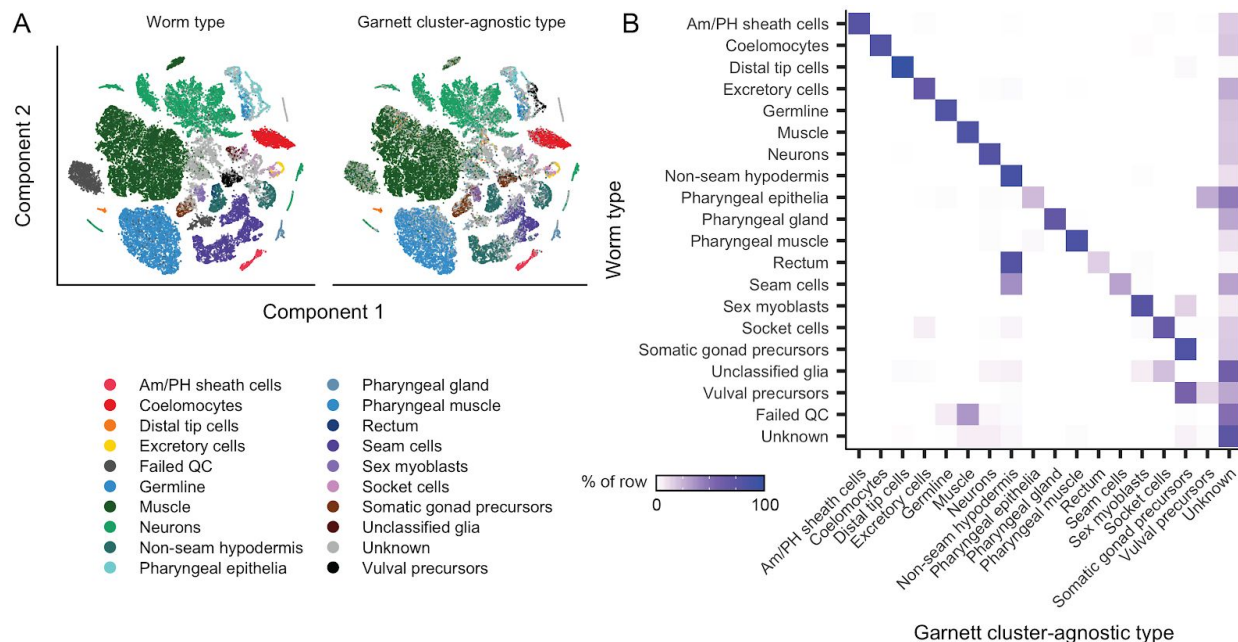 A
Worm type
Garnett cluster-agnostic type
Component 2
Component 1
Am/PH sheath cells
Coelomocytes
Distal tip cells
Excretory cells
Failed QC
Germline
Muscle
Neurons
Non-seam hypodermis
Pharyngeal epithelia
Pharyngeal gland
Pharyngeal muscle
Rectum
Seam cells
Sex myoblasts
Socket cells
Somatic gonad precursors
Unclassified glia
Unknown
Vulval precursors
B
Worm type
Am/PH sheath cells
Coelomocytes
Distal tip cells
Excretory cells
Germline
Muscle
Neurons
Non-seam hypodermis
Pharyngeal epithelia
Pharyngeal gland
Pharyngeal muscle
Rectum
Seam cells
Sex myoblasts
Socket cells
Somatic gonad precursors
Unclassified glia
Vulval precursors
Failed QC
Unknown
% of row
0
100
Am/PH sheath cells
Coelomocytes
Distal tip cells
Excretory cells
Germline
Muscle
Neurons
Non-seam hypodermis
Pharyngeal epithelia
Pharyngeal gland
Pharyngeal muscle
Rectum
Seam cells
Sex myoblasts
Socket cells
Somatic gonad precursors
Vulval precursors
Unknown
Garnett cluster-agnostic type